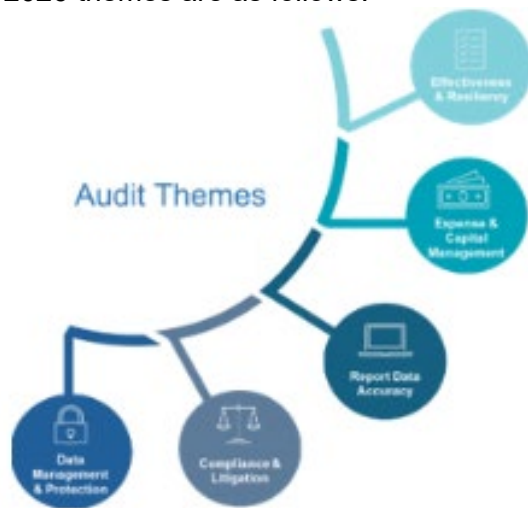 themes are as follows:
Effectiveness
& Resiliency
Audit Themes
Expense &
Capital
Management
Report Data
Accuracy
Data
Management
& Protection
Compliance &
Litigation